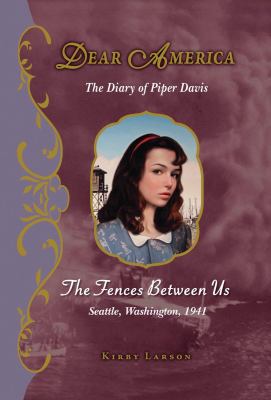 Dear America
The Diary of Piper Davis
The Fences Between Us
Seattle, Washington, 1941
Kirby Larson